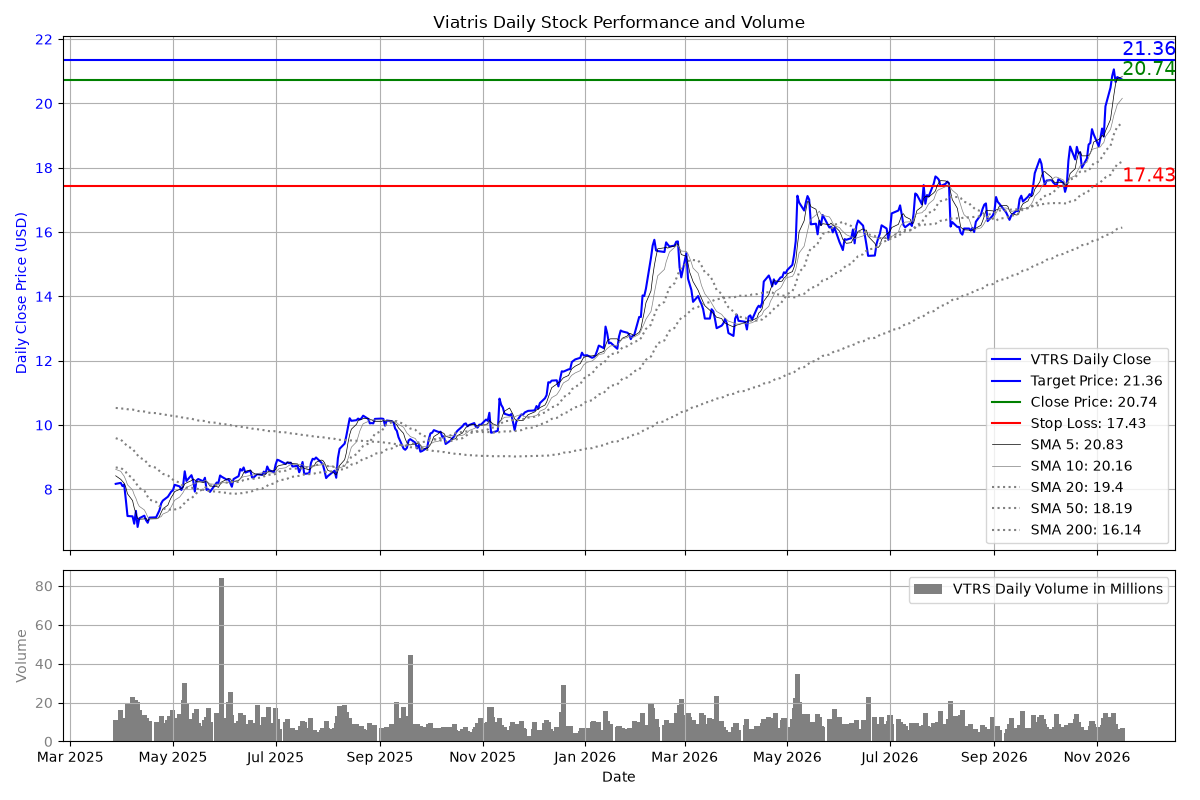 Viatris Daily Stock Performance and Volume
22
20
18
16
14
12
10
8
Daily Close Price (USD)
21.36
20.74
17.43
VTRS Daily Close
Target Price: 21.36
Close Price: 20.74
Stop Loss: 17.43
SMA 5: 20.83
SMA 10: 20.16
SMA 20: 19.4
SMA 50: 18.19
SMA 200: 16.14
80
60
40
20
0
Volume
VTRS Daily Volume in Millions
Mar 2025 May 2025 Jul 2025 Sep 2025 Nov 2025 Jan 2026 Mar 2026 May 2026 Jul 2026 Sep 2026 Nov 2026
Date